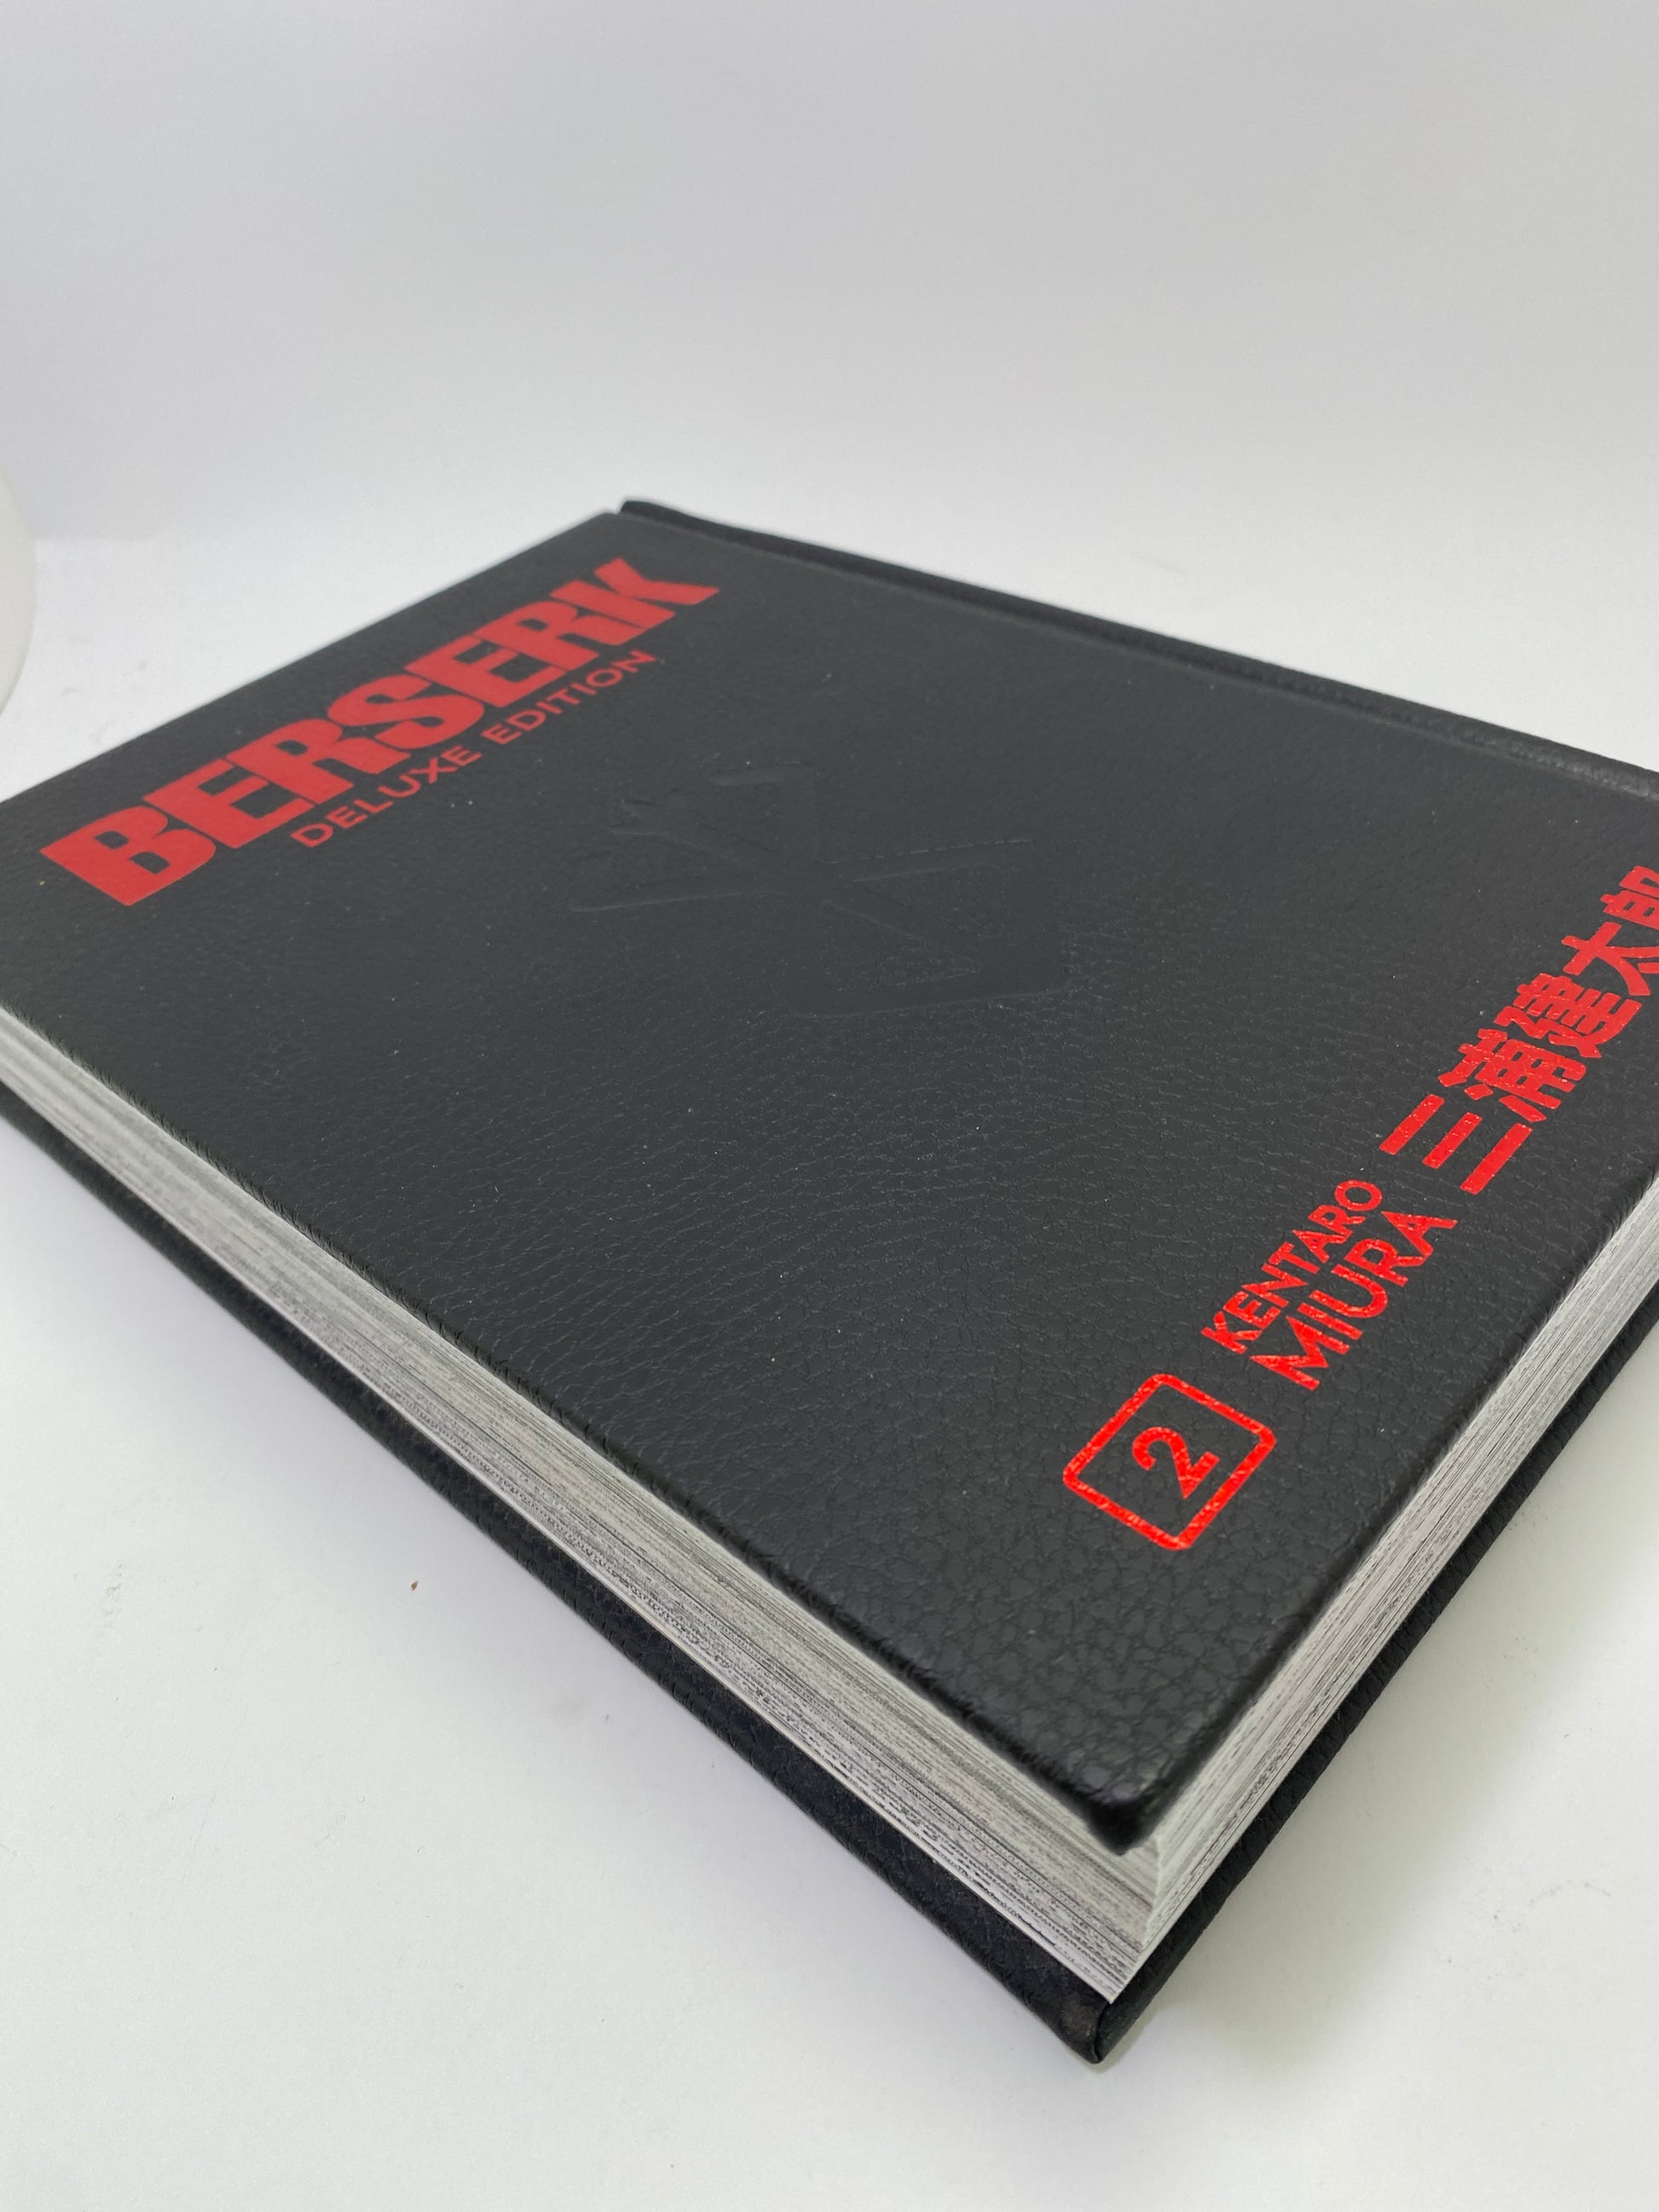 BERSERK
DELUXE EDITION
2
KENTARO
MIURA
三浦建太郎